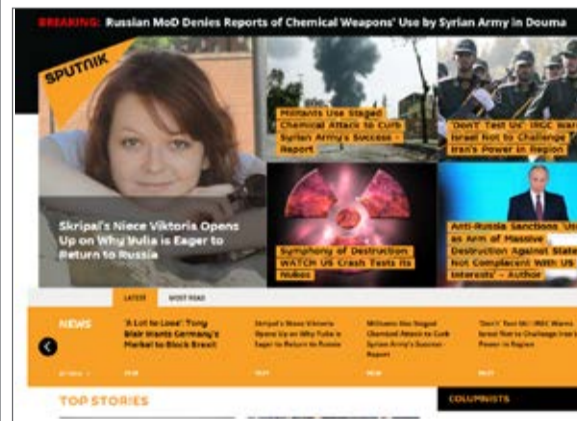 BREAKING: Russian MoD Denies Reports of Chemical Weapons' Use by Syrian Army in Douma
SPUTNIK
Skripal's Niece Viktoria Opens
Up on Why Yulia is Eager to
Return to Russia
Militants Use Staged
Chemical Attack to Curb
Syrian Army's Success -
Report
'Don't Test Us': IRGC War
Israel Not to Challenge
Iran's Power in Region
Symphony of Destruction:
WATCH US Crash Tests Its
Nukes
Anti-Russia Sanctions 'Us
as Arm of Massive
Destruction Against State
Not Complacent With US
Interests' - Author
LATEST
MOST READ
NEWS
'A Lot to Lose': Tony
Blair Wants Germany's
Merkel to Block Brexit
Skripal's Niece Viktoria
Opens Up on Why Yulia is
Eager to Return to Russia
Militants Use Staged
Chemical Attack to Curb
Syrian Army's Success -
Report
'Don't Test Us': IRGC Warns
Israel Not to Challenge Iran's
Power in Region
TOP STORIES
COLUMNISTS